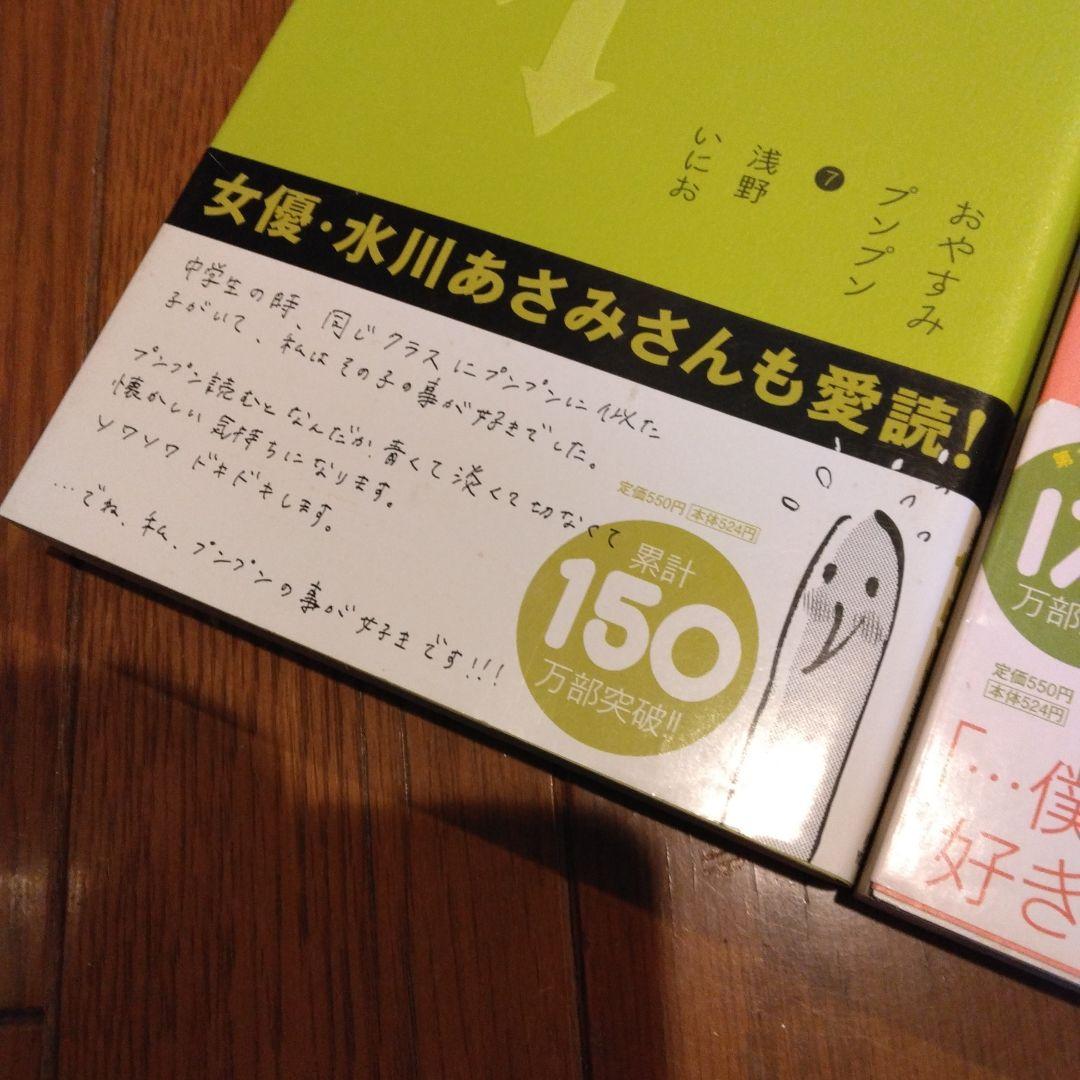 おやすみ
プンプン
7
浅野
いにお
女優・水川あさみさんも愛読!
中学生の時、同じクラスにプンプンに似た
子がいて、私はその子の事が好きでした。
プンプン読むとなんだか青くて淡くて切なくて
懐かしい気持ちになります。
ソワソワドキドキします。
…でね、私、プンプンの事が好きです!!!
定価550円 本体524円
累計
150
万部突破!!
第
17
万部
定価550円
本体524円
「…僕
好き